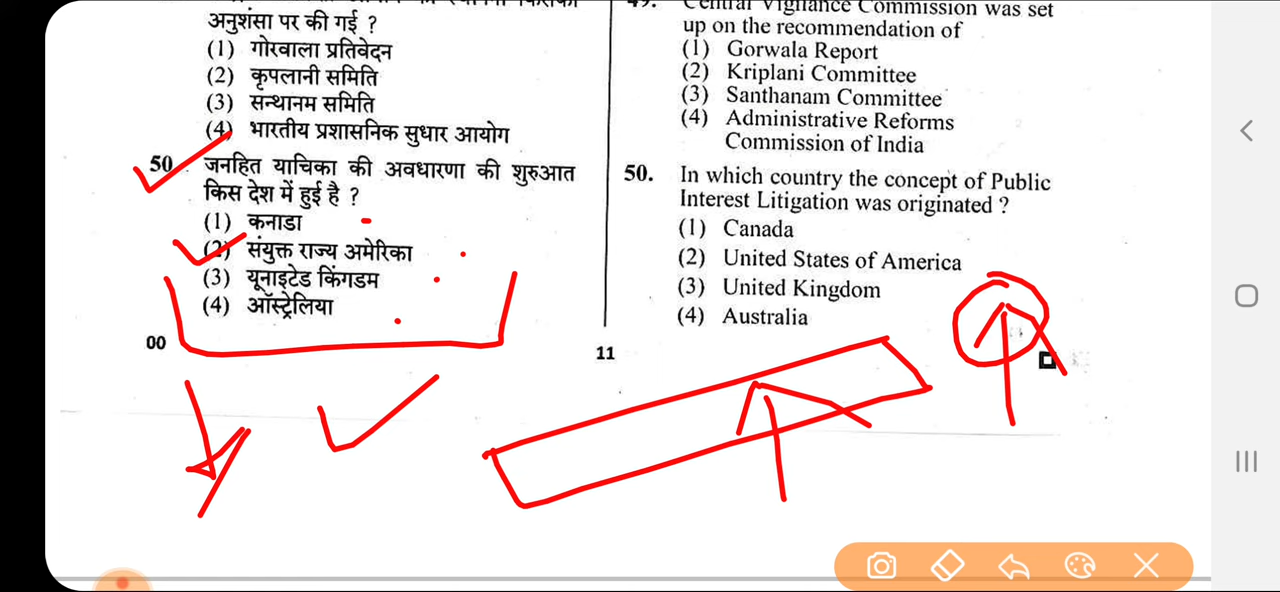 अनुशंसा पर की गई ?
(1) गोरवाला प्रतिवेदन
(2) कृपलानी समिति
(3) सन्थानम समिति
(4) भारतीय प्रशासनिक सुधार आयोग
50. जनहित याचिका की अवधारणा की शुरुआत
किस देश में हुई है ?
(1) कनाडा
(2) संयुक्त राज्य अमेरिका
(3) यूनाइटेड किंगडम
(4) ऑस्ट्रेलिया
00
49. Central Vigilance Commission was set
up on the recommendation of
(1) Gorwala Report
(2) Kriplani Committee
(3) Santhanam Committee
(4) Administrative Reforms
Commission of India
50. In which country the concept of Public
Interest Litigation was originated ?
(1) Canada
(2) United States of America
(3) United Kingdom
(4) Australia
11